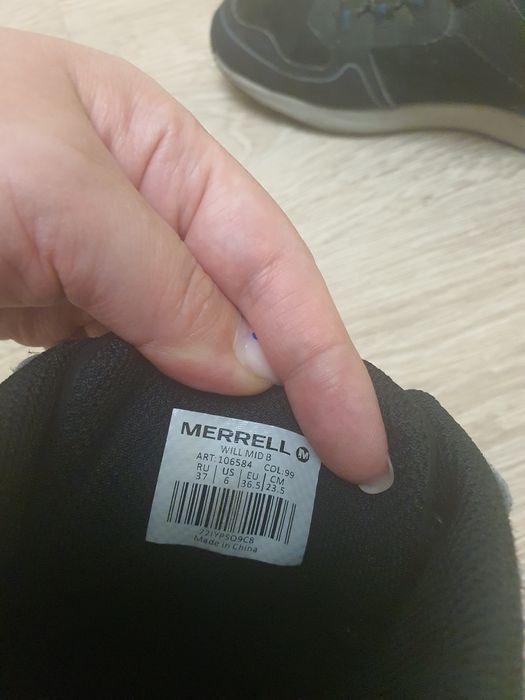 MERRELL M
WILL MID B
ART:106584 COL:99
RU US EU CM
37 6 36.5 23.5
Made in China